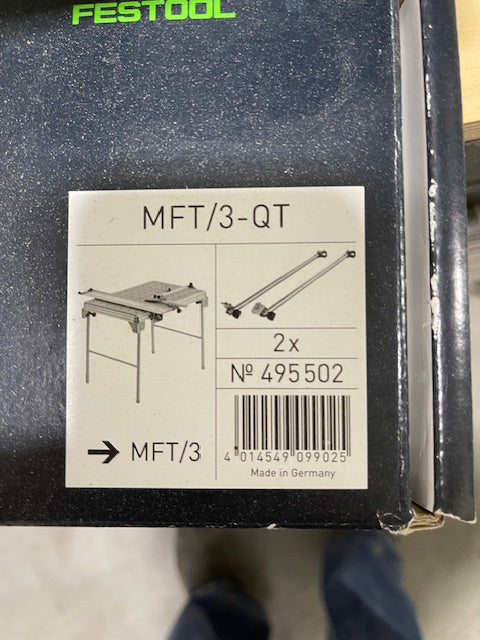 FESTOOL
MFT/3-QT
2x
Nº 495502
→ MFT/3
4 014549 099025
Made in Germany